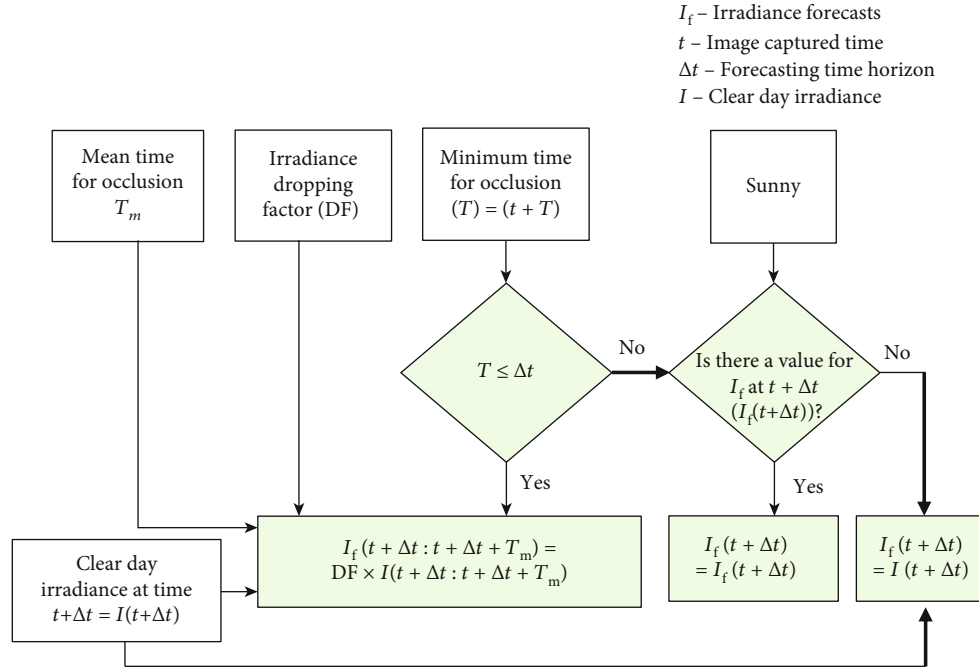 I_f – Irradiance forecasts
t – Image captured time
Δt – Forecasting time horizon
I – Clear day irradiance
Mean time
for occlusion
T_m
Irradiance
dropping
factor (DF)
Minimum time
for occlusion
(T) = (t + T)
Sunny
T ≤ Δt
No
Is there a value for
I_f at t + Δt
(I_f(t+Δt))?
No
Yes
Yes
I_f (t + Δt : t + Δt + T_m) =
DF × I(t + Δt : t + Δt + T_m)
I_f (t + Δt)
= I_f (t + Δt)
I_f (t + Δt)
= I (t + Δt)
Clear day
irradiance at time
t+Δt = I(t+Δt)